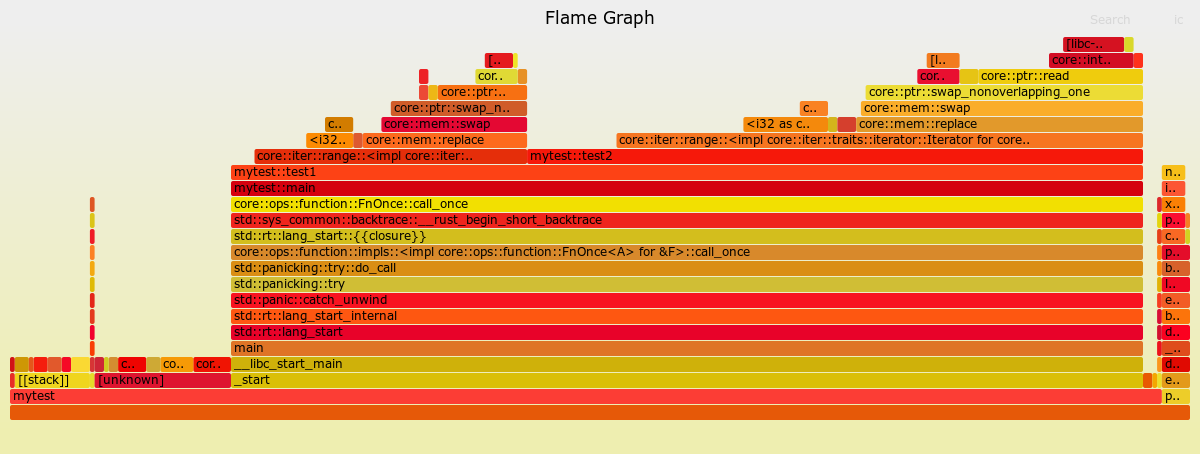 Flame Graph
Search ic
[libc-..
[.. [l.. core::int..
cor.. cor.. core::ptr::read
core::ptr:.. core::ptr::swap_nonoverlapping_one
core::ptr::swap_n.. c.. core::mem::swap
c.. core::mem::swap <i32 as c.. core::mem::replace
<i32.. core::mem::replace core::iter::range::<impl core::iter::traits::iterator::Iterator for core..
core::iter::range::<impl core::iter:.. mytest::test2
mytest::test1 n..
mytest::main i..
core::ops::function::FnOnce::call_once x..
std::sys_common::backtrace::__rust_begin_short_backtrace p..
std::rt::lang_start::{{closure}} c..
core::ops::function::impls::<impl core::ops::function::FnOnce<A> for &F>::call_once p..
std::panicking::try::do_call b..
std::panicking::try l..
std::panic::catch_unwind e..
std::rt::lang_start_internal b..
std::rt::lang_start d..
main _..
c.. co.. cor.. __libc_start_main d..
[[stack]] [unknown] _start e..
mytest p..